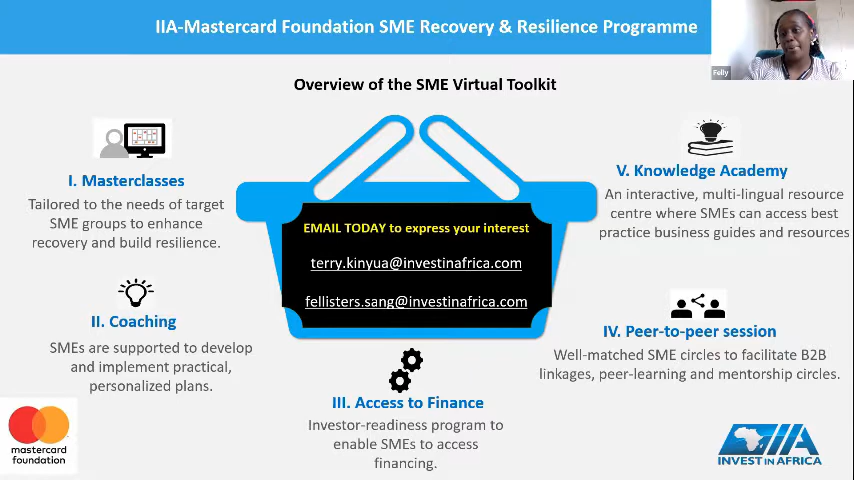 IIA-Mastercard Foundation SME Recovery & Resilience Programme
Felly
Overview of the SME Virtual Toolkit
I. Masterclasses
Tailored to the needs of target
SME groups to enhance
recovery and build resilience.
II. Coaching
SMEs are supported to develop
and implement practical,
personalized plans.
EMAIL TODAY to express your interest
terry.kinyua@investinafrica.com
fellisters.sang@investinafrica.com
III. Access to Finance
Investor-readiness program to
enable SMEs to access
financing.
V. Knowledge Academy
An interactive, multi-lingual resource
centre where SMEs can access best
practice business guides and resources
IV. Peer-to-peer session
Well-matched SME circles to facilitate B2B
linkages, peer-learning and mentorship circles.
mastercard
foundation
IIA
INVEST IN AFRICA